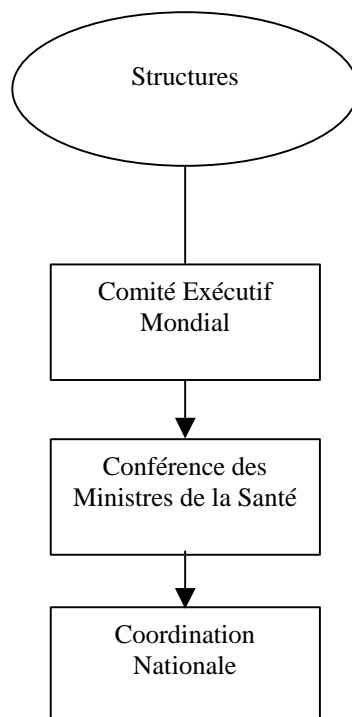 Structures
Comité Exécutif
Mondial
Conférence des
Ministres de la Santé
Coordination
Nationale